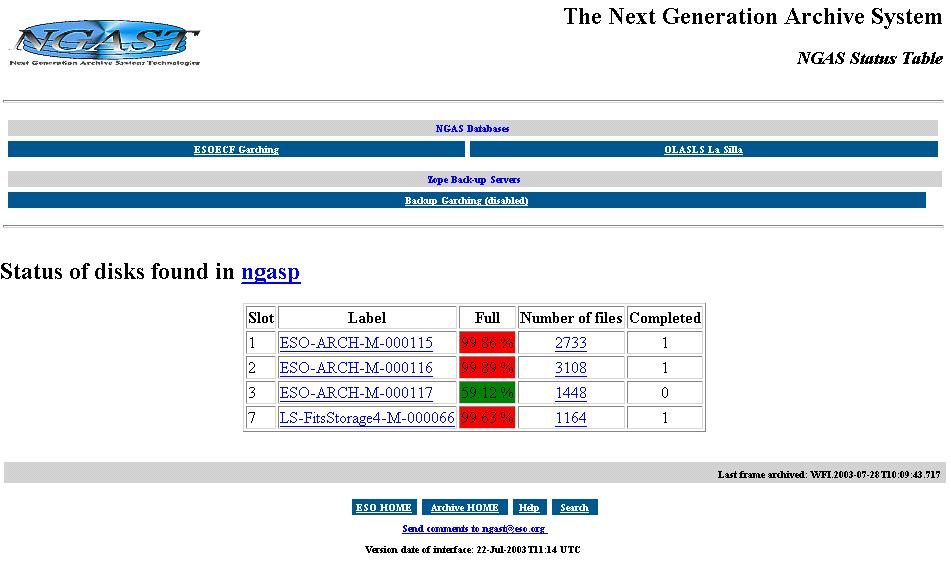 The Next Generation Archive System
NGAST
Next Generation Archive Systems Technologies
NGAS Status Table
NGAS Databases
ESOECF Garching OLASLS La Silla
Zope Back-up Servers
Backup Garching (disabled)
Status of disks found in ngasp
Slot Label Full Number of files Completed
1 ESO-ARCH-M-000115 99.86 % 2733 1
2 ESO-ARCH-M-000116 99.89 % 3108 1
3 ESO-ARCH-M-000117 59.12 % 1448 0
7 LS-FitsStorage4-M-000066 99.63 % 1164 1
Last frame archived: WFI.2003-07-28T10:09:43.717
ESO HOME Archive HOME Help Search
Send comments to ngast@eso.org
Version date of interface: 22-Jul-2003T11:14 UTC